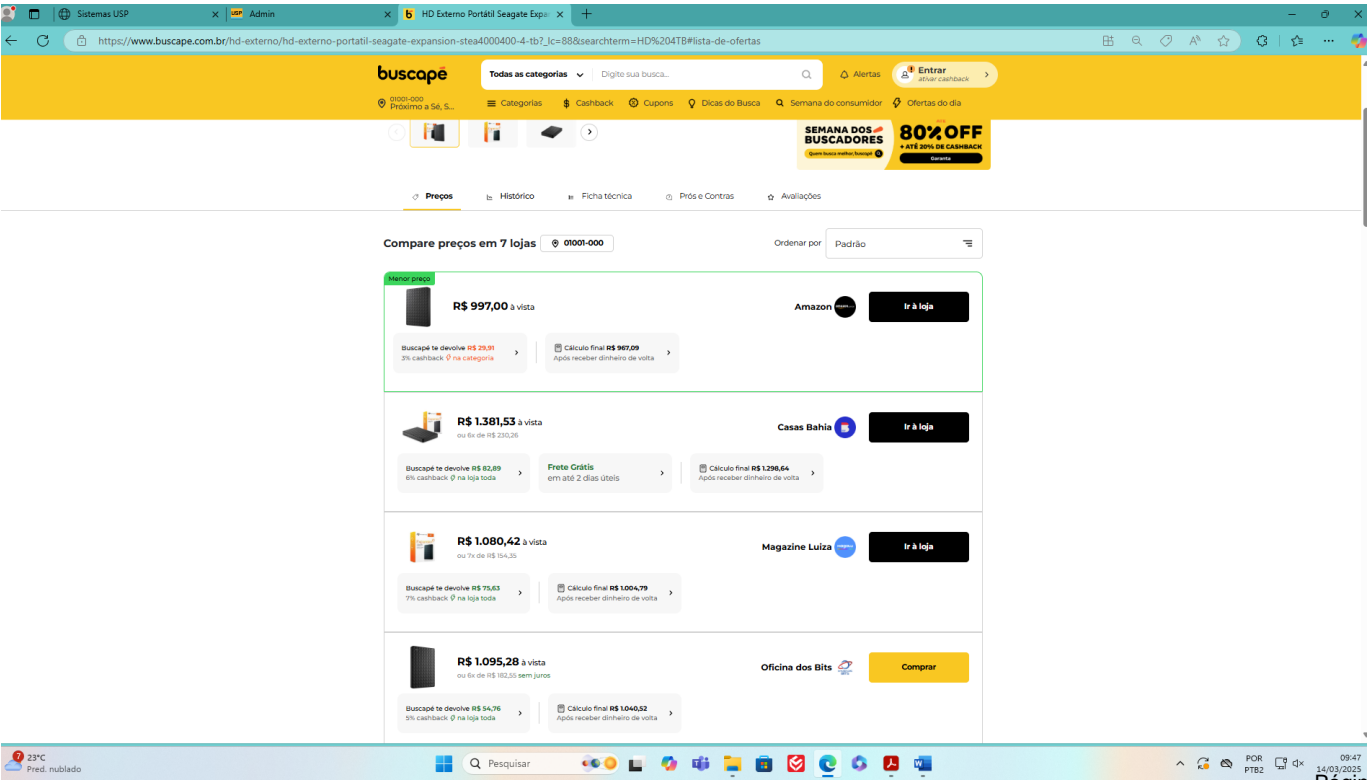 Sistemas USP
USP Admin
b HD Externo Portátil Seagate Expan
https://www.buscape.com.br/hd-externo/hd-externo-portatil-seagate-expansion-stea4000400-4-tb?_lc=88&searchterm=HD%204TB#lista-de-ofertas
buscapé
Todas as categorias
Digite sua busca...
Alertas
Entrar
ativar cashback
01001-000
Próximo a Sé, S...
Categorias
Cashback
Cupons
Dicas do Busca
Semana do consumidor
Ofertas do dia
SEMANA DOS
BUSCADORES
Quem busca melhor, buscapé
ATÉ
80% OFF
+ ATÉ 20% DE CASHBACK
Garanta
Preços
Histórico
Ficha técnica
Prós e Contras
Avaliações
Compare preços em 7 lojas
01001-000
Ordenar por
Padrão
Menor preço
R$ 997,00 à vista
Amazon
Ir à loja
Buscapé te devolve R$ 29,91
3% cashback na categoria
Cálculo final R$ 967,09
Após receber dinheiro de volta
R$ 1.381,53 à vista
ou 6x de R$ 230,26
Casas Bahia
Ir à loja
Buscapé te devolve R$ 82,89
6% cashback na loja toda
Frete Grátis
em até 2 dias úteis
Cálculo final R$ 1.298,64
Após receber dinheiro de volta
R$ 1.080,42 à vista
ou 7x de R$ 154,35
Magazine Luiza
Ir à loja
Buscapé te devolve R$ 75,63
7% cashback na loja toda
Cálculo final R$ 1.004,79
Após receber dinheiro de volta
R$ 1.095,28 à vista
ou 6x de R$ 182,55 sem juros
Oficina dos Bits
Comprar
Buscapé te devolve R$ 54,76
5% cashback na loja toda
Cálculo final R$ 1.040,52
Após receber dinheiro de volta
7
23°C
Pred. nublado
Pesquisar
POR
PTB2
09:47
14/03/2025